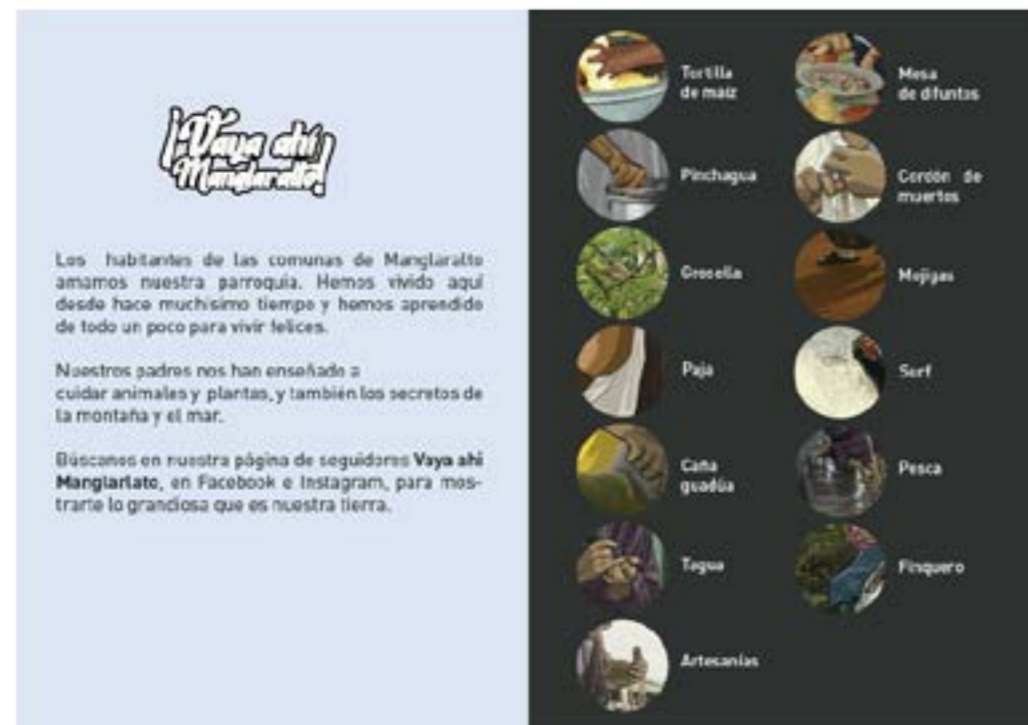 ¡Vaya ahí
Manglaralto!
Los habitantes de las comunas de Manglaralto
amamos nuestra parroquia. Hemos vivido aquí
desde hace muchísimo tiempo y hemos aprendido
de todo un poco para vivir felices.
Nuestros padres nos han enseñado a
cuidar animales y plantas, y también los secretos de
la montaña y el mar.
Búscanos en nuestra página de seguidores Vaya ahí
Manglarlato, en Facebook e Instagram, para mos-
trarte lo grandiosa que es nuestra tierra.
Tortilla
de maíz
Pinchagua
Grosella
Paja
Caña
guadúa
Tagua
Artesanías
Mesa
de difuntos
Cordón de
muertos
Mojigas
Surf
Pesca
Finquero